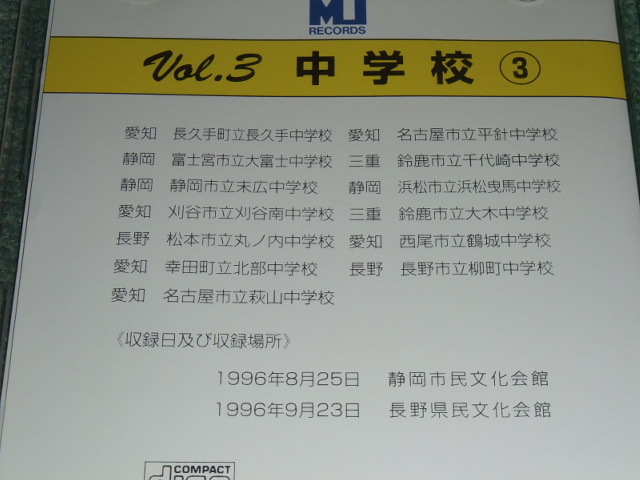 MJ
RECORDS
Vol.3 中学校 ③
愛知 長久手町立長久手中学校 愛知 名古屋市立平針中学校
静岡 富士宮市立大富士中学校 三重 鈴鹿市立千代崎中学校
静岡 静岡市立末広中学校 静岡 浜松市立浜松曳馬中学校
愛知 刈谷市立刈谷南中学校 三重 鈴鹿市立大木中学校
長野 松本市立丸ノ内中学校 愛知 西尾市立鶴城中学校
愛知 幸田町立北部中学校 長野 長野市立柳町中学校
愛知 名古屋市立萩山中学校
《収録日及び収録場所》
1996年8月25日 静岡市民文化会館
1996年9月23日 長野県民文化会館
COMPACT
disc